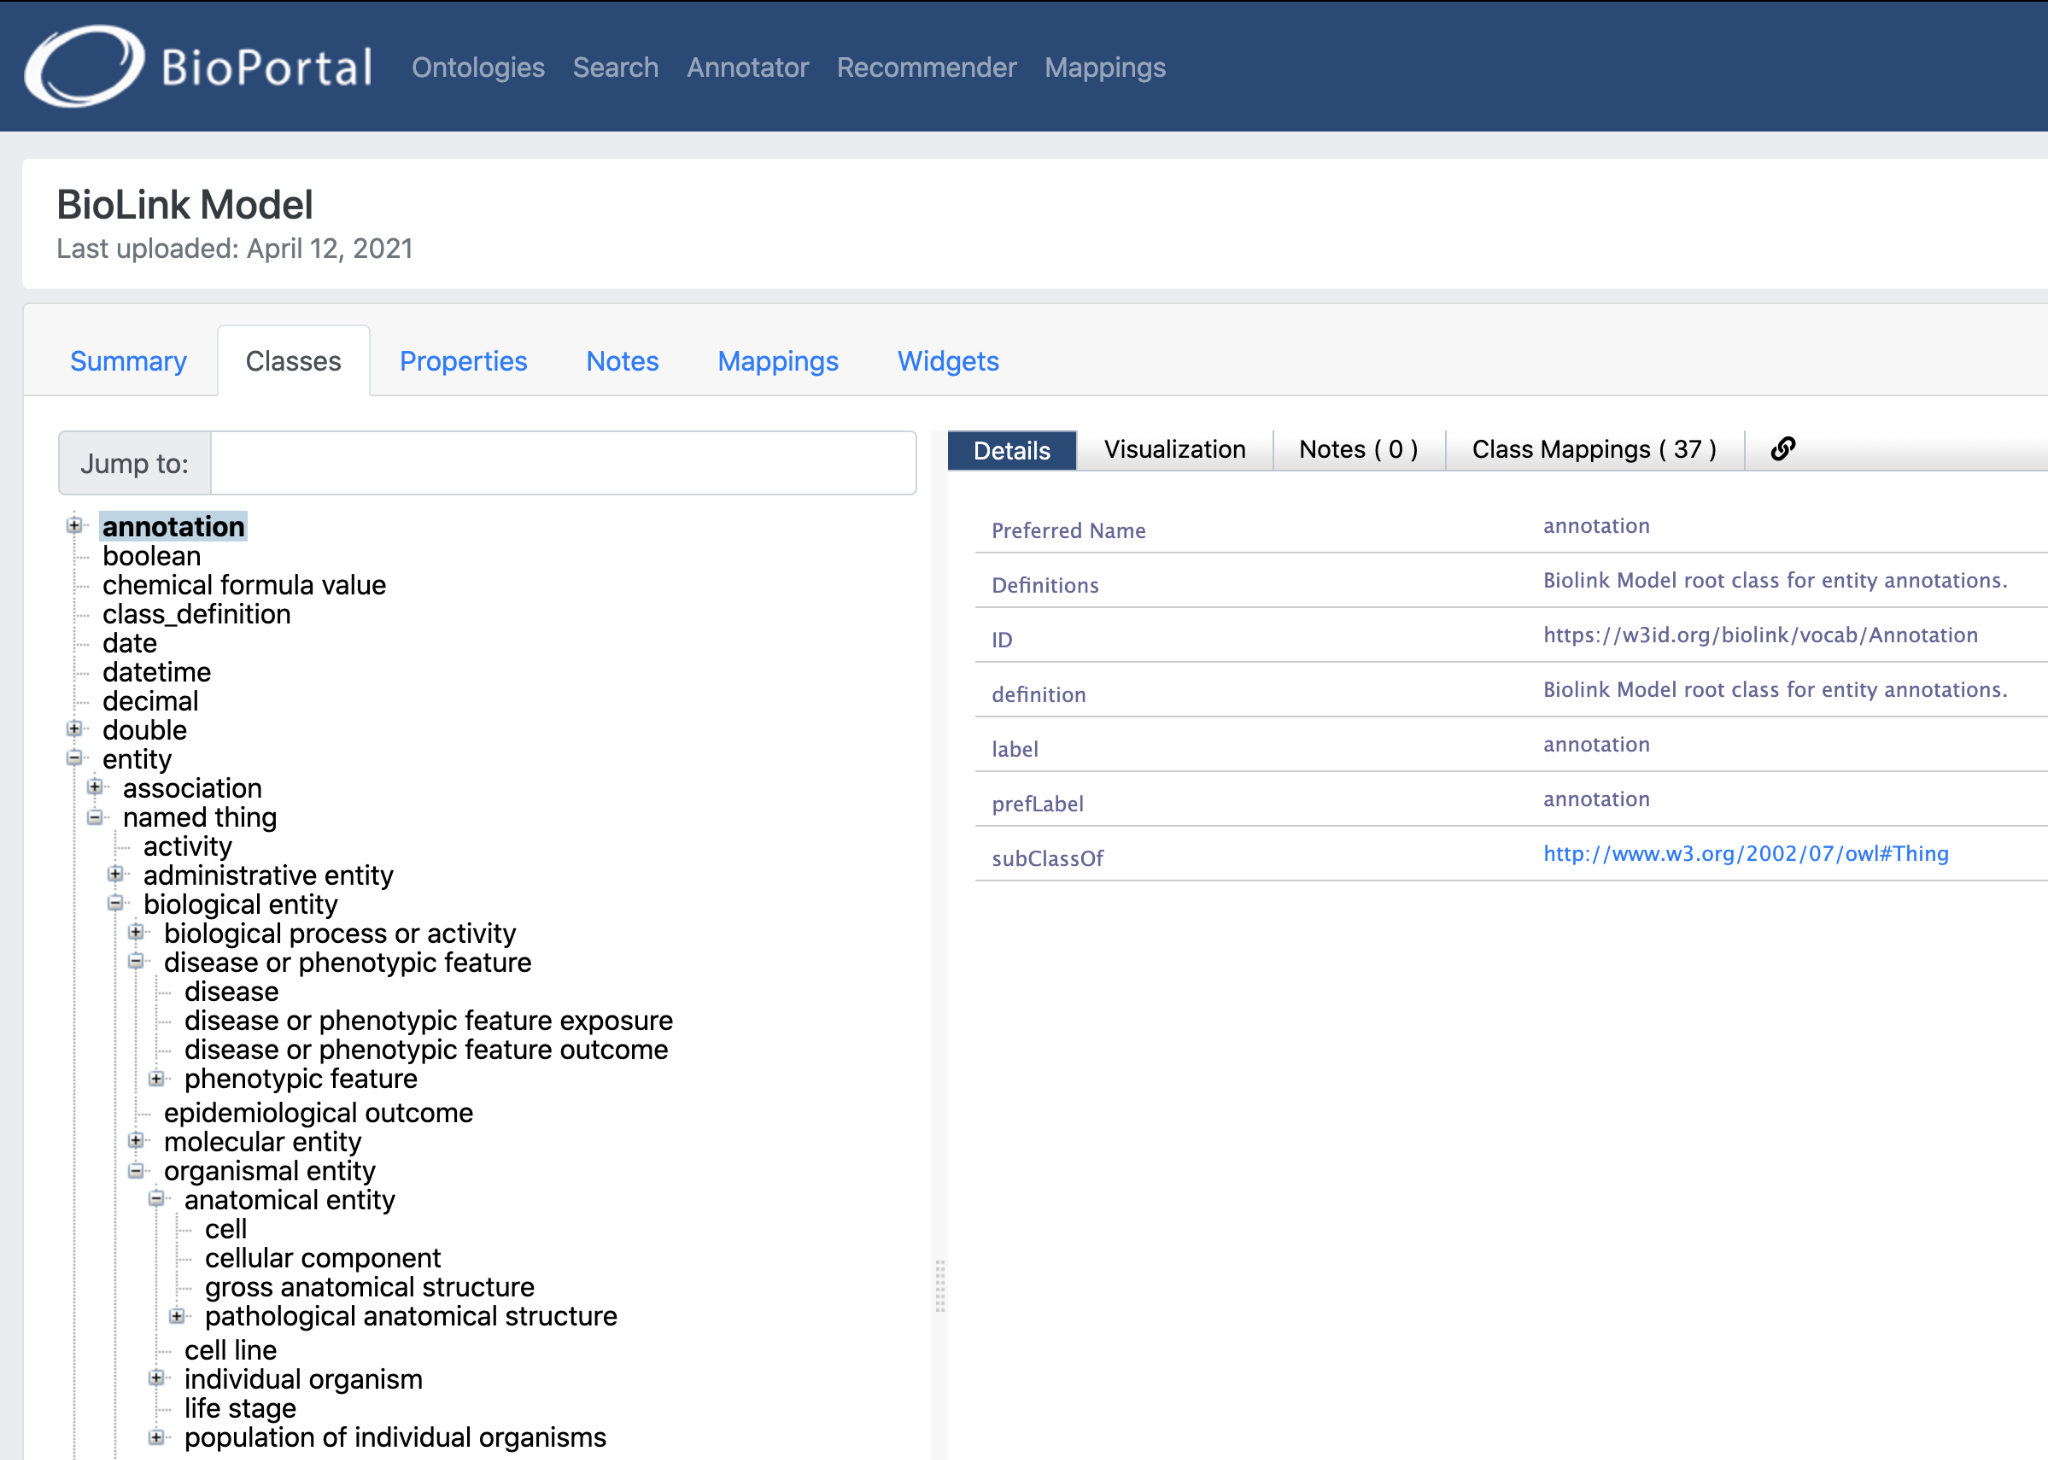 BioPortal Ontologies Search Annotator Recommender Mappings
BioLink Model
Last uploaded: April 12, 2021
Summary Classes Properties Notes Mappings Widgets
Jump to:
annotation
boolean
chemical formula value
class_definition
date
datetime
decimal
double
entity
association
named thing
activity
administrative entity
biological entity
biological process or activity
disease or phenotypic feature
disease
disease or phenotypic feature exposure
disease or phenotypic feature outcome
phenotypic feature
epidemiological outcome
molecular entity
organismal entity
anatomical entity
cell
cellular component
gross anatomical structure
pathological anatomical structure
cell line
individual organism
life stage
population of individual organisms
Details Visualization Notes ( 0 ) Class Mappings ( 37 )
Preferred Name annotation
Definitions Biolink Model root class for entity annotations.
ID https://w3id.org/biolink/vocab/Annotation
definition Biolink Model root class for entity annotations.
label annotation
prefLabel annotation
subClassOf http://www.w3.org/2002/07/owl#Thing